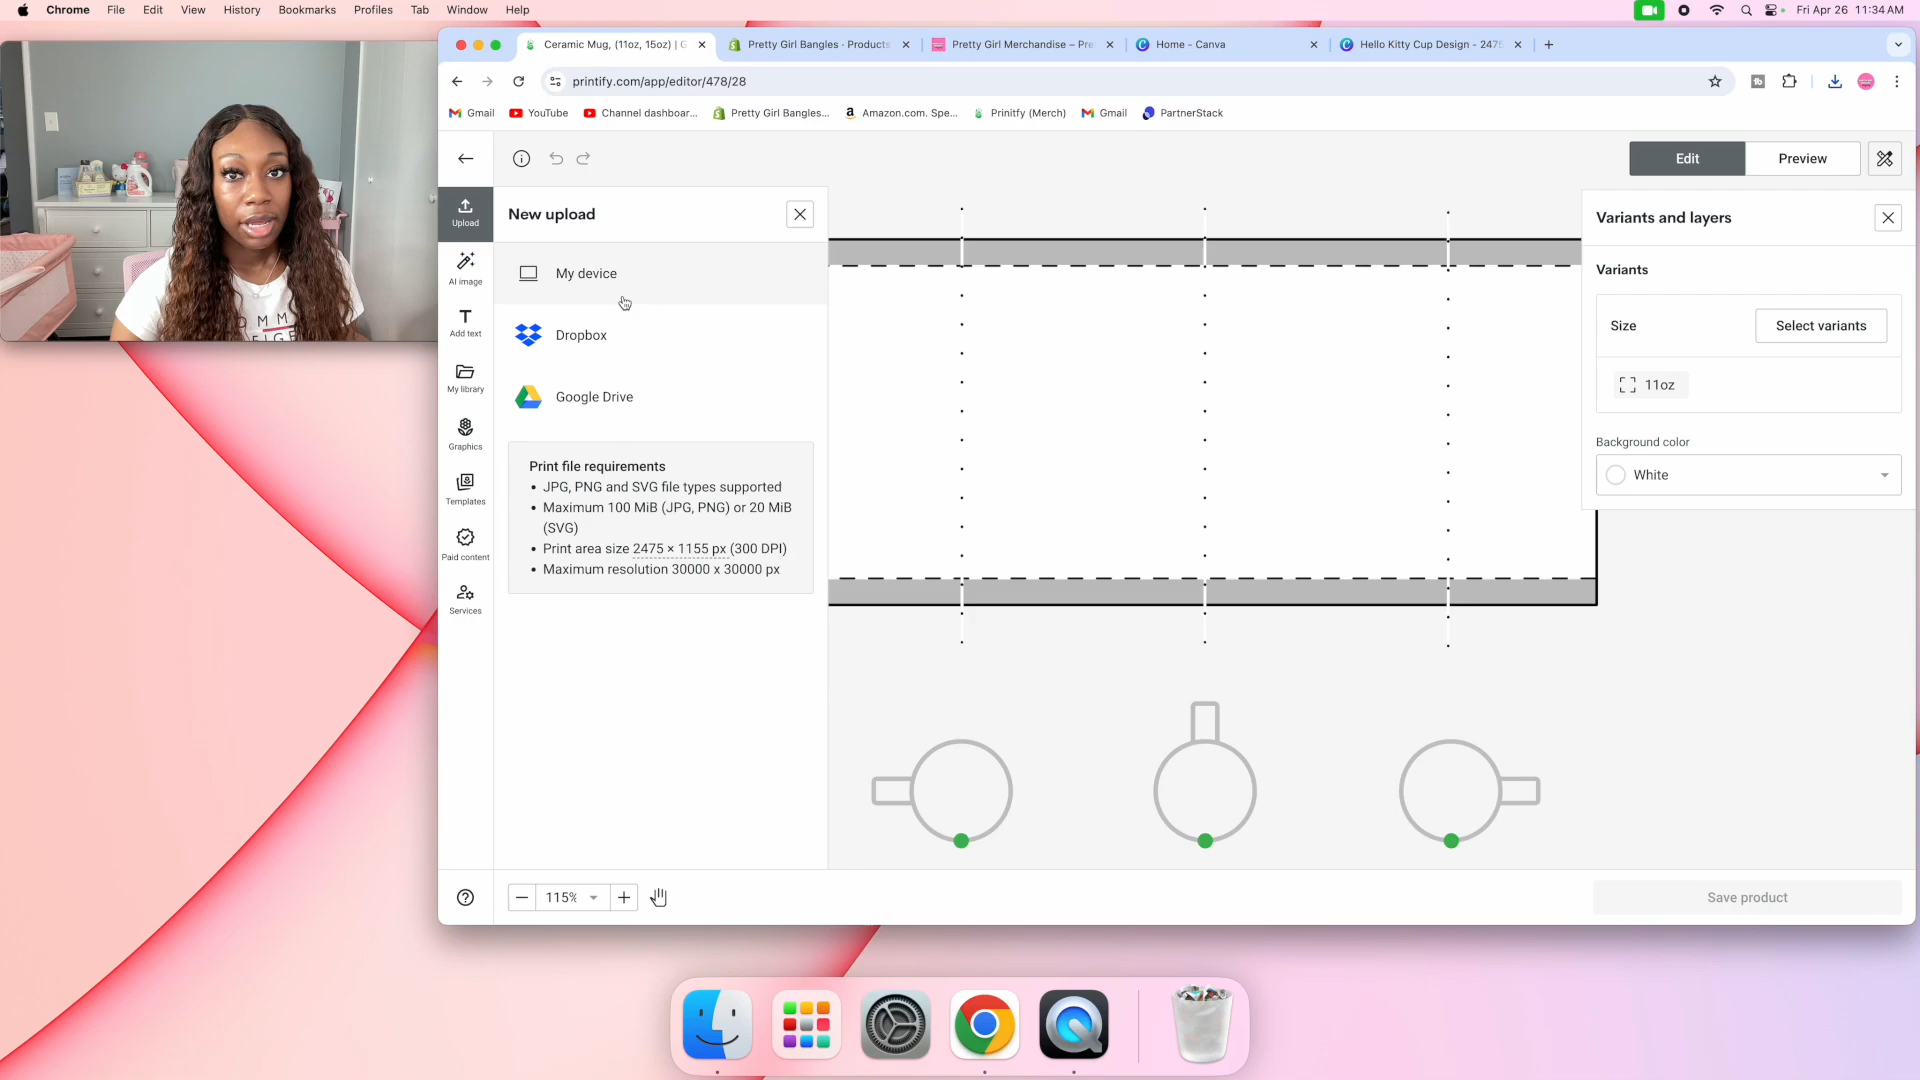 Chrome File Edit View History Bookmarks Profiles Tab Window Help Fri Apr 26 11:34 AM
Ceramic Mug, (11oz, 15oz) | G Pretty Girl Bangles · Products Pretty Girl Merchandise – Pre Home - Canva Hello Kitty Cup Design - 2475
printify.com/app/editor/478/28
Gmail YouTube Channel dashboar... Pretty Girl Bangles... Amazon.com. Spe... Prinitfy (Merch) Gmail PartnerStack
Edit Preview
Upload
AI image
Add text
My library
Graphics
Templates
Paid content
Services
New upload
My device
Dropbox
Google Drive
Print file requirements
• JPG, PNG and SVG file types supported
• Maximum 100 MiB (JPG, PNG) or 20 MiB
(SVG)
• Print area size 2475 × 1155 px (300 DPI)
• Maximum resolution 30000 x 30000 px
Variants and layers
Variants
Size Select variants
11oz
Background color
White
115%
Save product